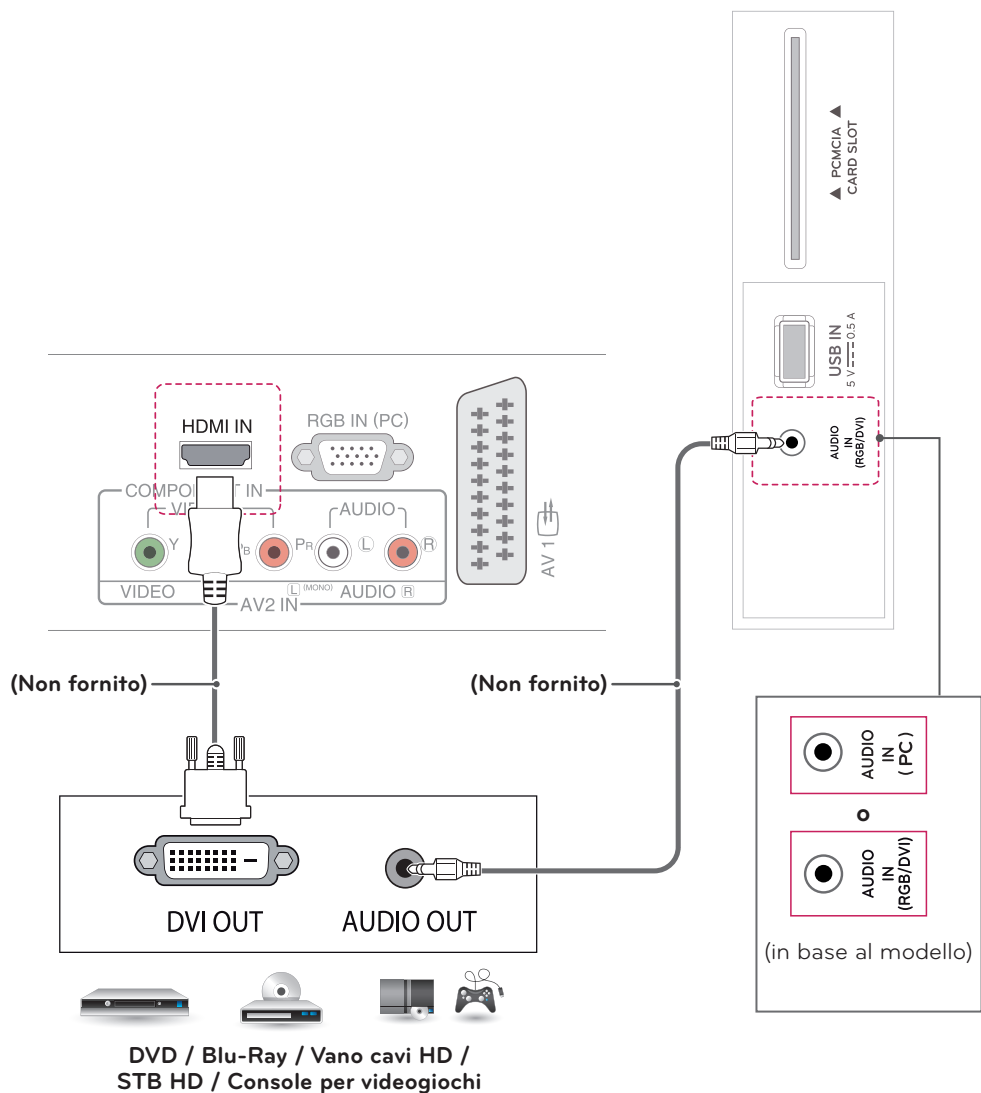 ▲ PCMCIA ▲
CARD SLOT
USB IN
5 V 0.5 A
AUDIO
IN
(RGB/DVI)
HDMI IN
RGB IN (PC)
AV 1
VIDEO
AUDIO
Y
B
PR
L
R
VIDEO
L (MONO) AUDIO R
AV2 IN
(Non fornito)
(Non fornito)
DVI OUT
AUDIO OUT
AUDIO
IN
(PC)
o
AUDIO
IN
(RGB/DVI)
(in base al modello)
DVD / Blu-Ray / Vano cavi HD /
STB HD / Console per videogiochi